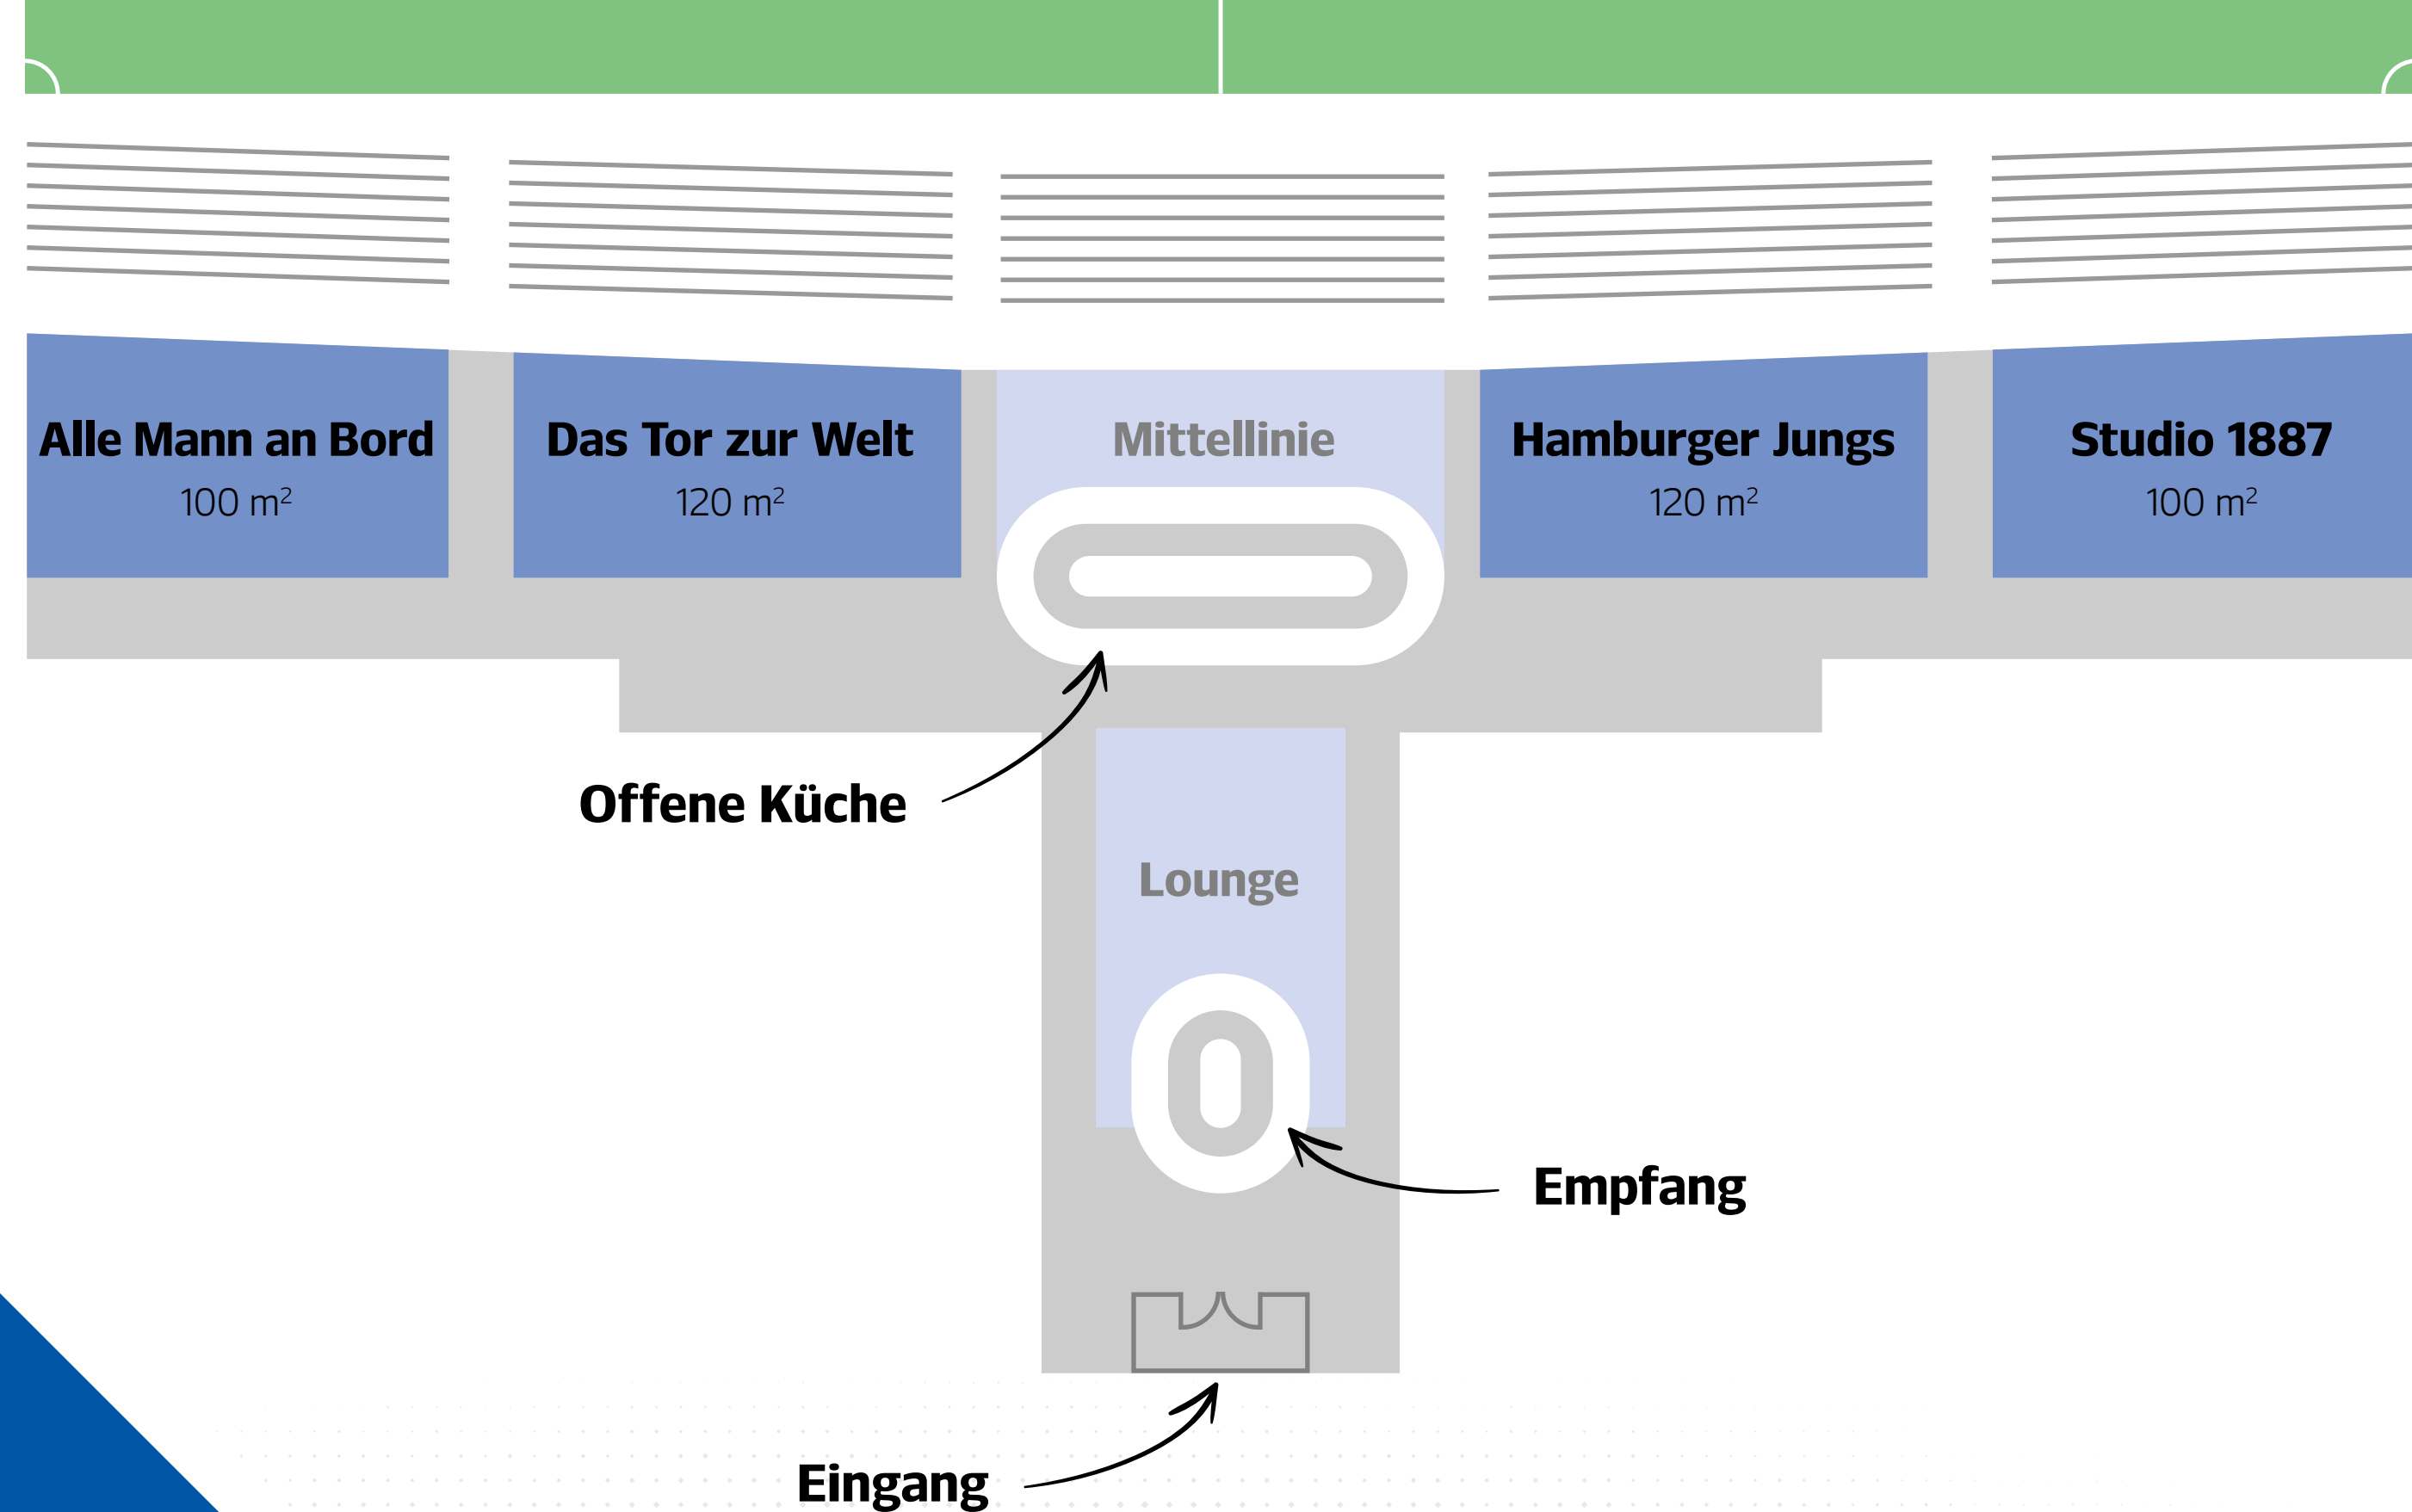 Alle Mann an Bord
100 m²
Das Tor zur Welt
120 m²
Mittellinie
Hamburger Jungs
120 m²
Studio 1887
100 m²
Offene Küche
Lounge
Empfang
Eingang